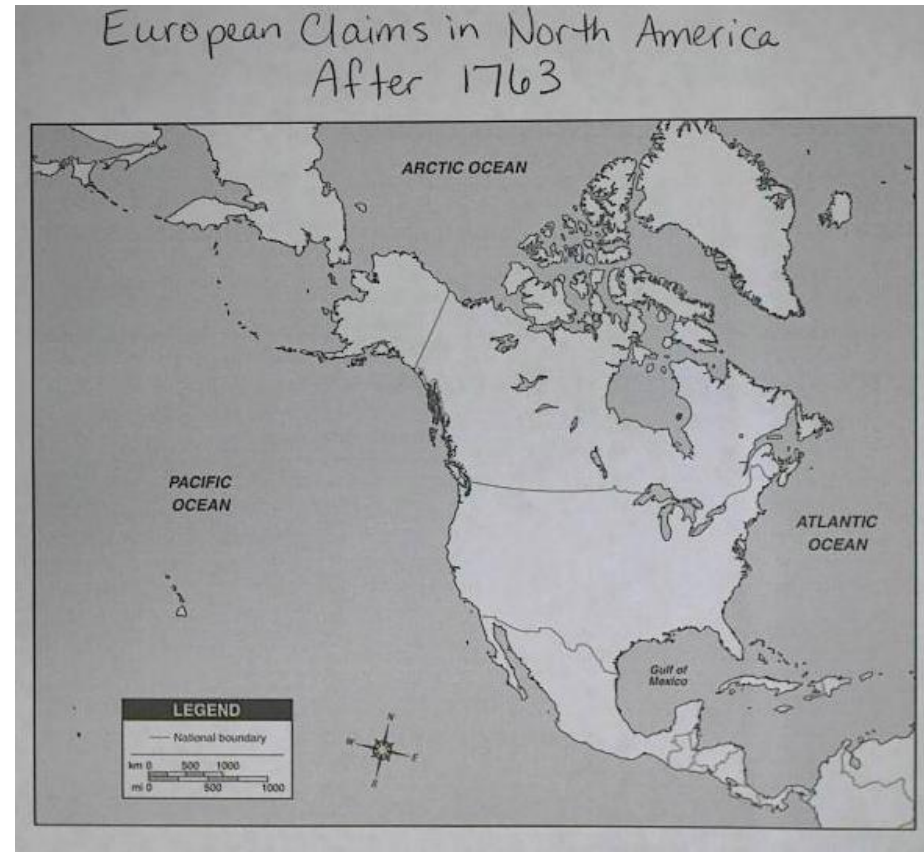 European Claims in North America
After 1763
ARCTIC OCEAN
PACIFIC
OCEAN
ATLANTIC
OCEAN
Gulf of
Mexico
LEGEND
National boundary
km 0 500 1000
mi 0 500 1000
N
W
E
S